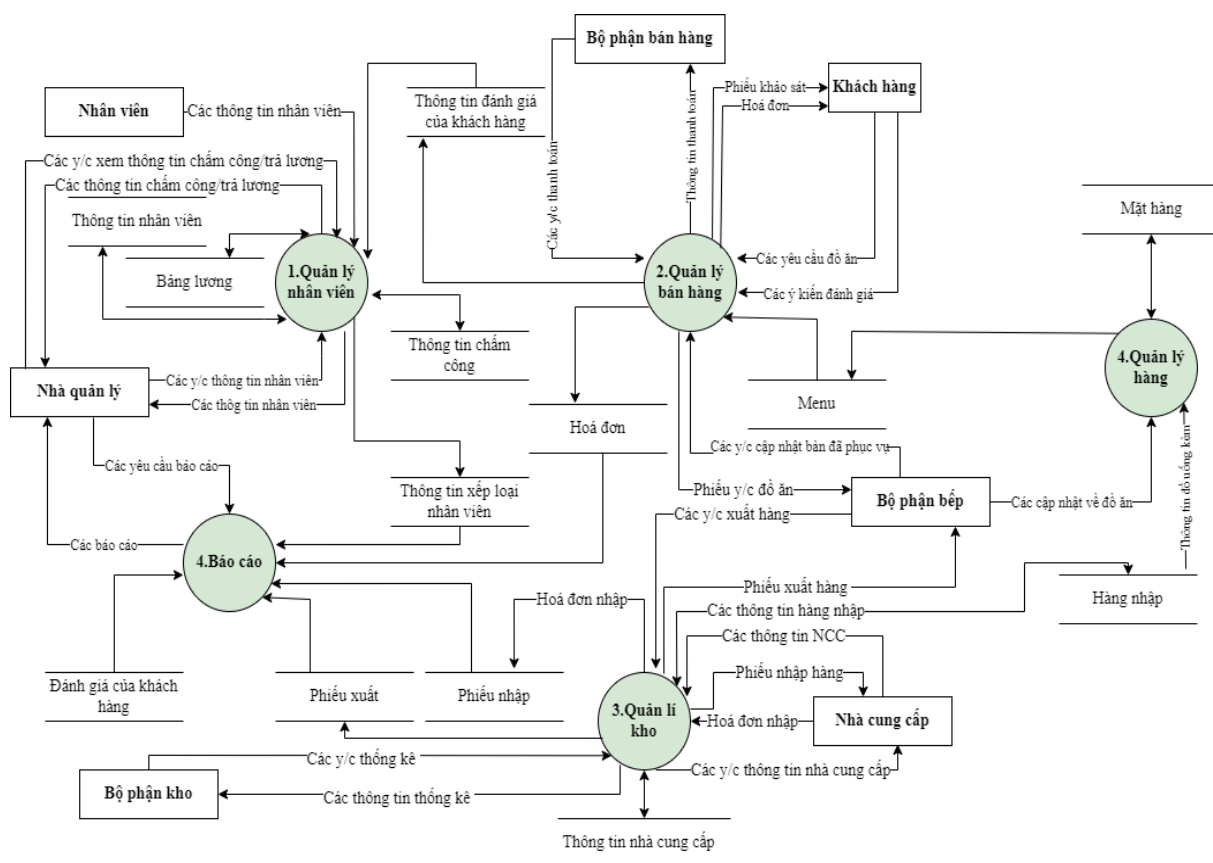 Bộ phận bán hàng
Nhân viên
Các thông tin nhân viên
Thông tin đánh giá
của khách hàng
Phiếu khảo sát
Hoá đơn
Khách hàng
Các y/c thanh toán
Thông tin thanh toán
Các y/c xem thông tin chấm công/trả lương
Các thông tin chấm công/trả lương
Thông tin nhân viên
Bảng lương
1.Quản lý
nhân viên
2.Quản lý
bán hàng
Các yêu cầu đồ ăn
Các ý kiến đánh giá
Mặt hàng
Thông tin chấm
công
4.Quản lý
hàng
Nhà quản lý
Các y/c thông tin nhân viên
Các thôg tin nhân viên
Menu
Hoá đơn
Các y/c cập nhật bàn đã phục vụ
Các yêu cầu báo cáo
Thông tin xếp loại
nhân viên
Phiếu y/c đồ ăn
Các y/c xuất hàng
Bộ phận bếp
Các cập nhật về đồ ăn
Thông tin đồ uống kèm
Các báo cáo
4.Báo cáo
Phiếu xuất hàng
Các thông tin hàng nhập
Hàng nhập
Hoá đơn nhập
Các thông tin NCC
Phiếu nhập hàng
Đánh giá của khách
hàng
Phiếu xuất
Phiếu nhập
3.Quản lí
kho
Hoá đơn nhập
Nhà cung cấp
Các y/c thống kê
Các y/c thông tin nhà cung cấp
Bộ phận kho
Các thông tin thống kê
Thông tin nhà cung cấp